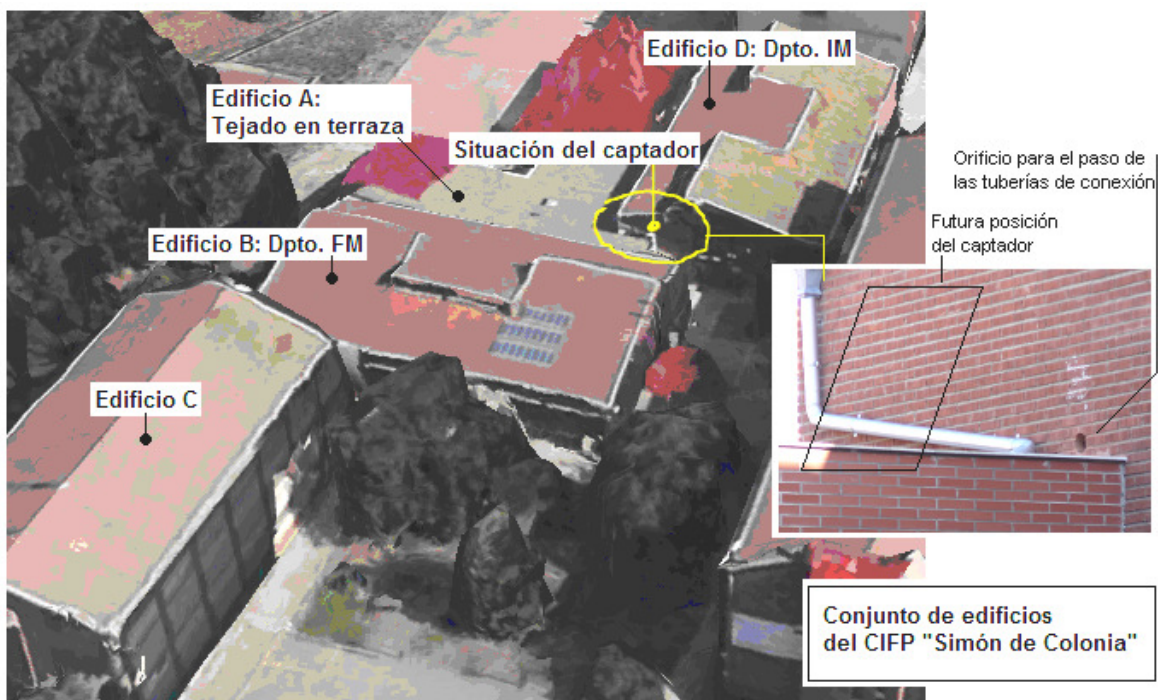 Edificio D: Dpto. IM
Edificio A:
Tejado en terraza
Situación del captador
Orificio para el paso de
las tuberías de conexión
Futura posición
del captador
Edificio B: Dpto. FM
Edificio C
Conjunto de edificios
del CIFP "Simón de Colonia"